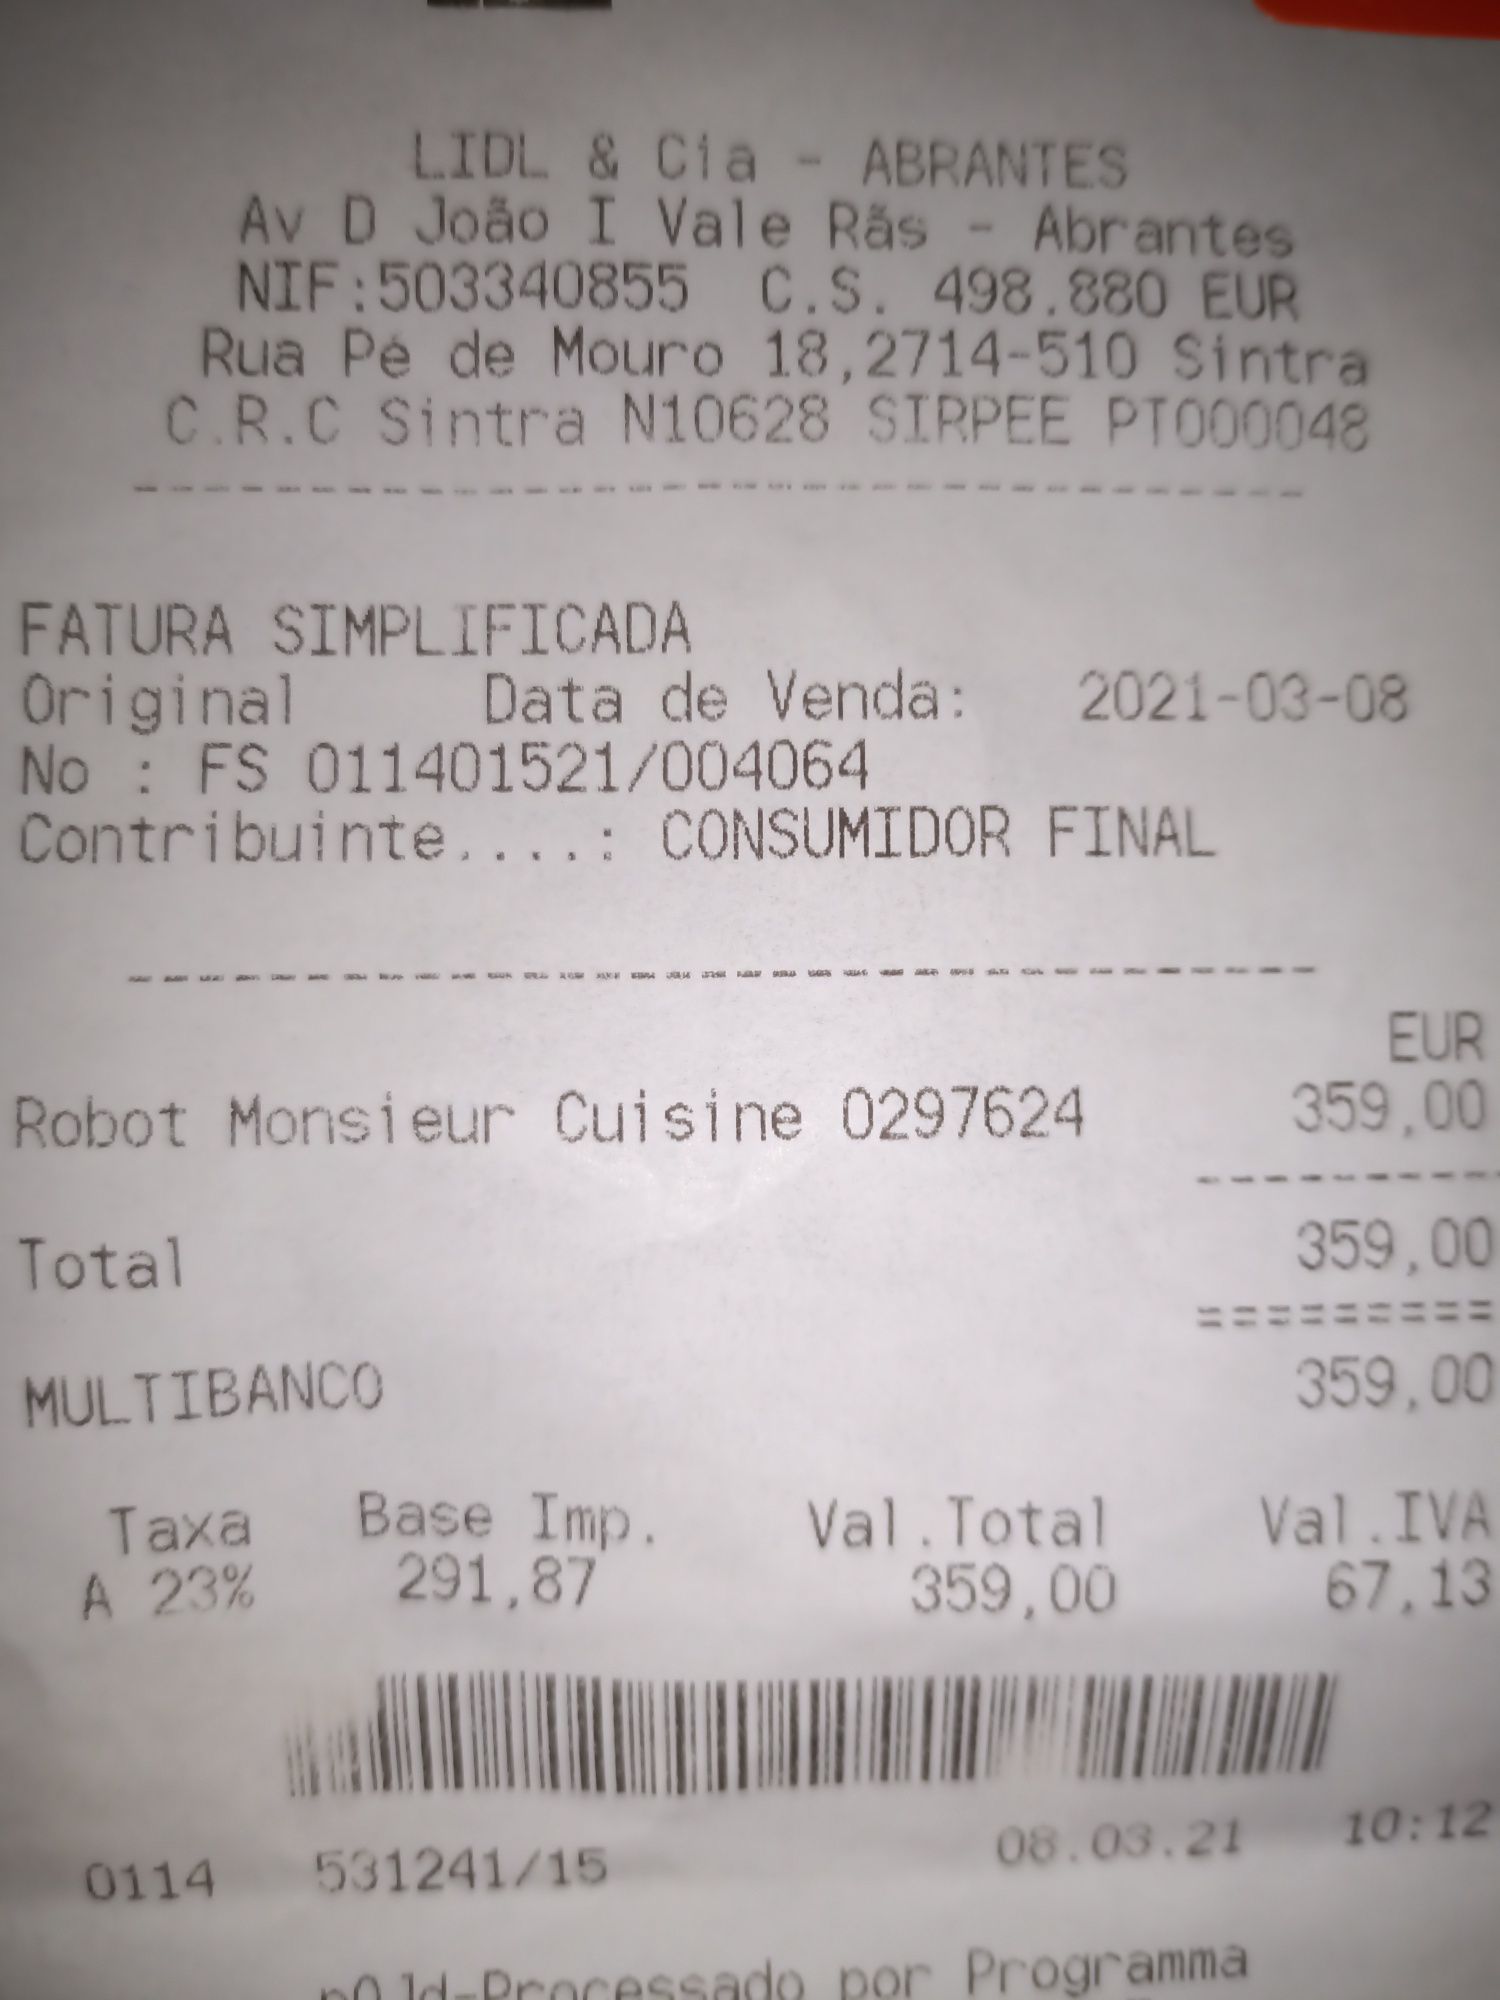 LIDL & Cia - ABRANTES
Av D João I Vale Rãs - Abrantes
NIF:503340855 C.S. 498.880 EUR
Rua Pé de Mouro 18,2714-510 Sintra
C.R.C Sintra N10628 SIRPEE PT000048
FATURA SIMPLIFICADA
Original Data de Venda: 2021-03-08
No : FS 011401521/004064
Contribuinte....: CONSUMIDOR FINAL
EUR
Robot Monsieur Cuisine 0297624 359,00
Total 359,00
MULTIBANCO 359,00
Taxa Base Imp. Val.Total Val.IVA
A 23% 291,87 359,00 67,13
0114 531241/15 08.03.21 10:12
-Processado por Programma